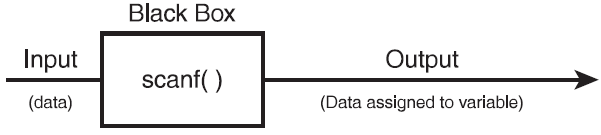 Black Box
Input
(data)
scanf( )
Output
(Data assigned to variable)